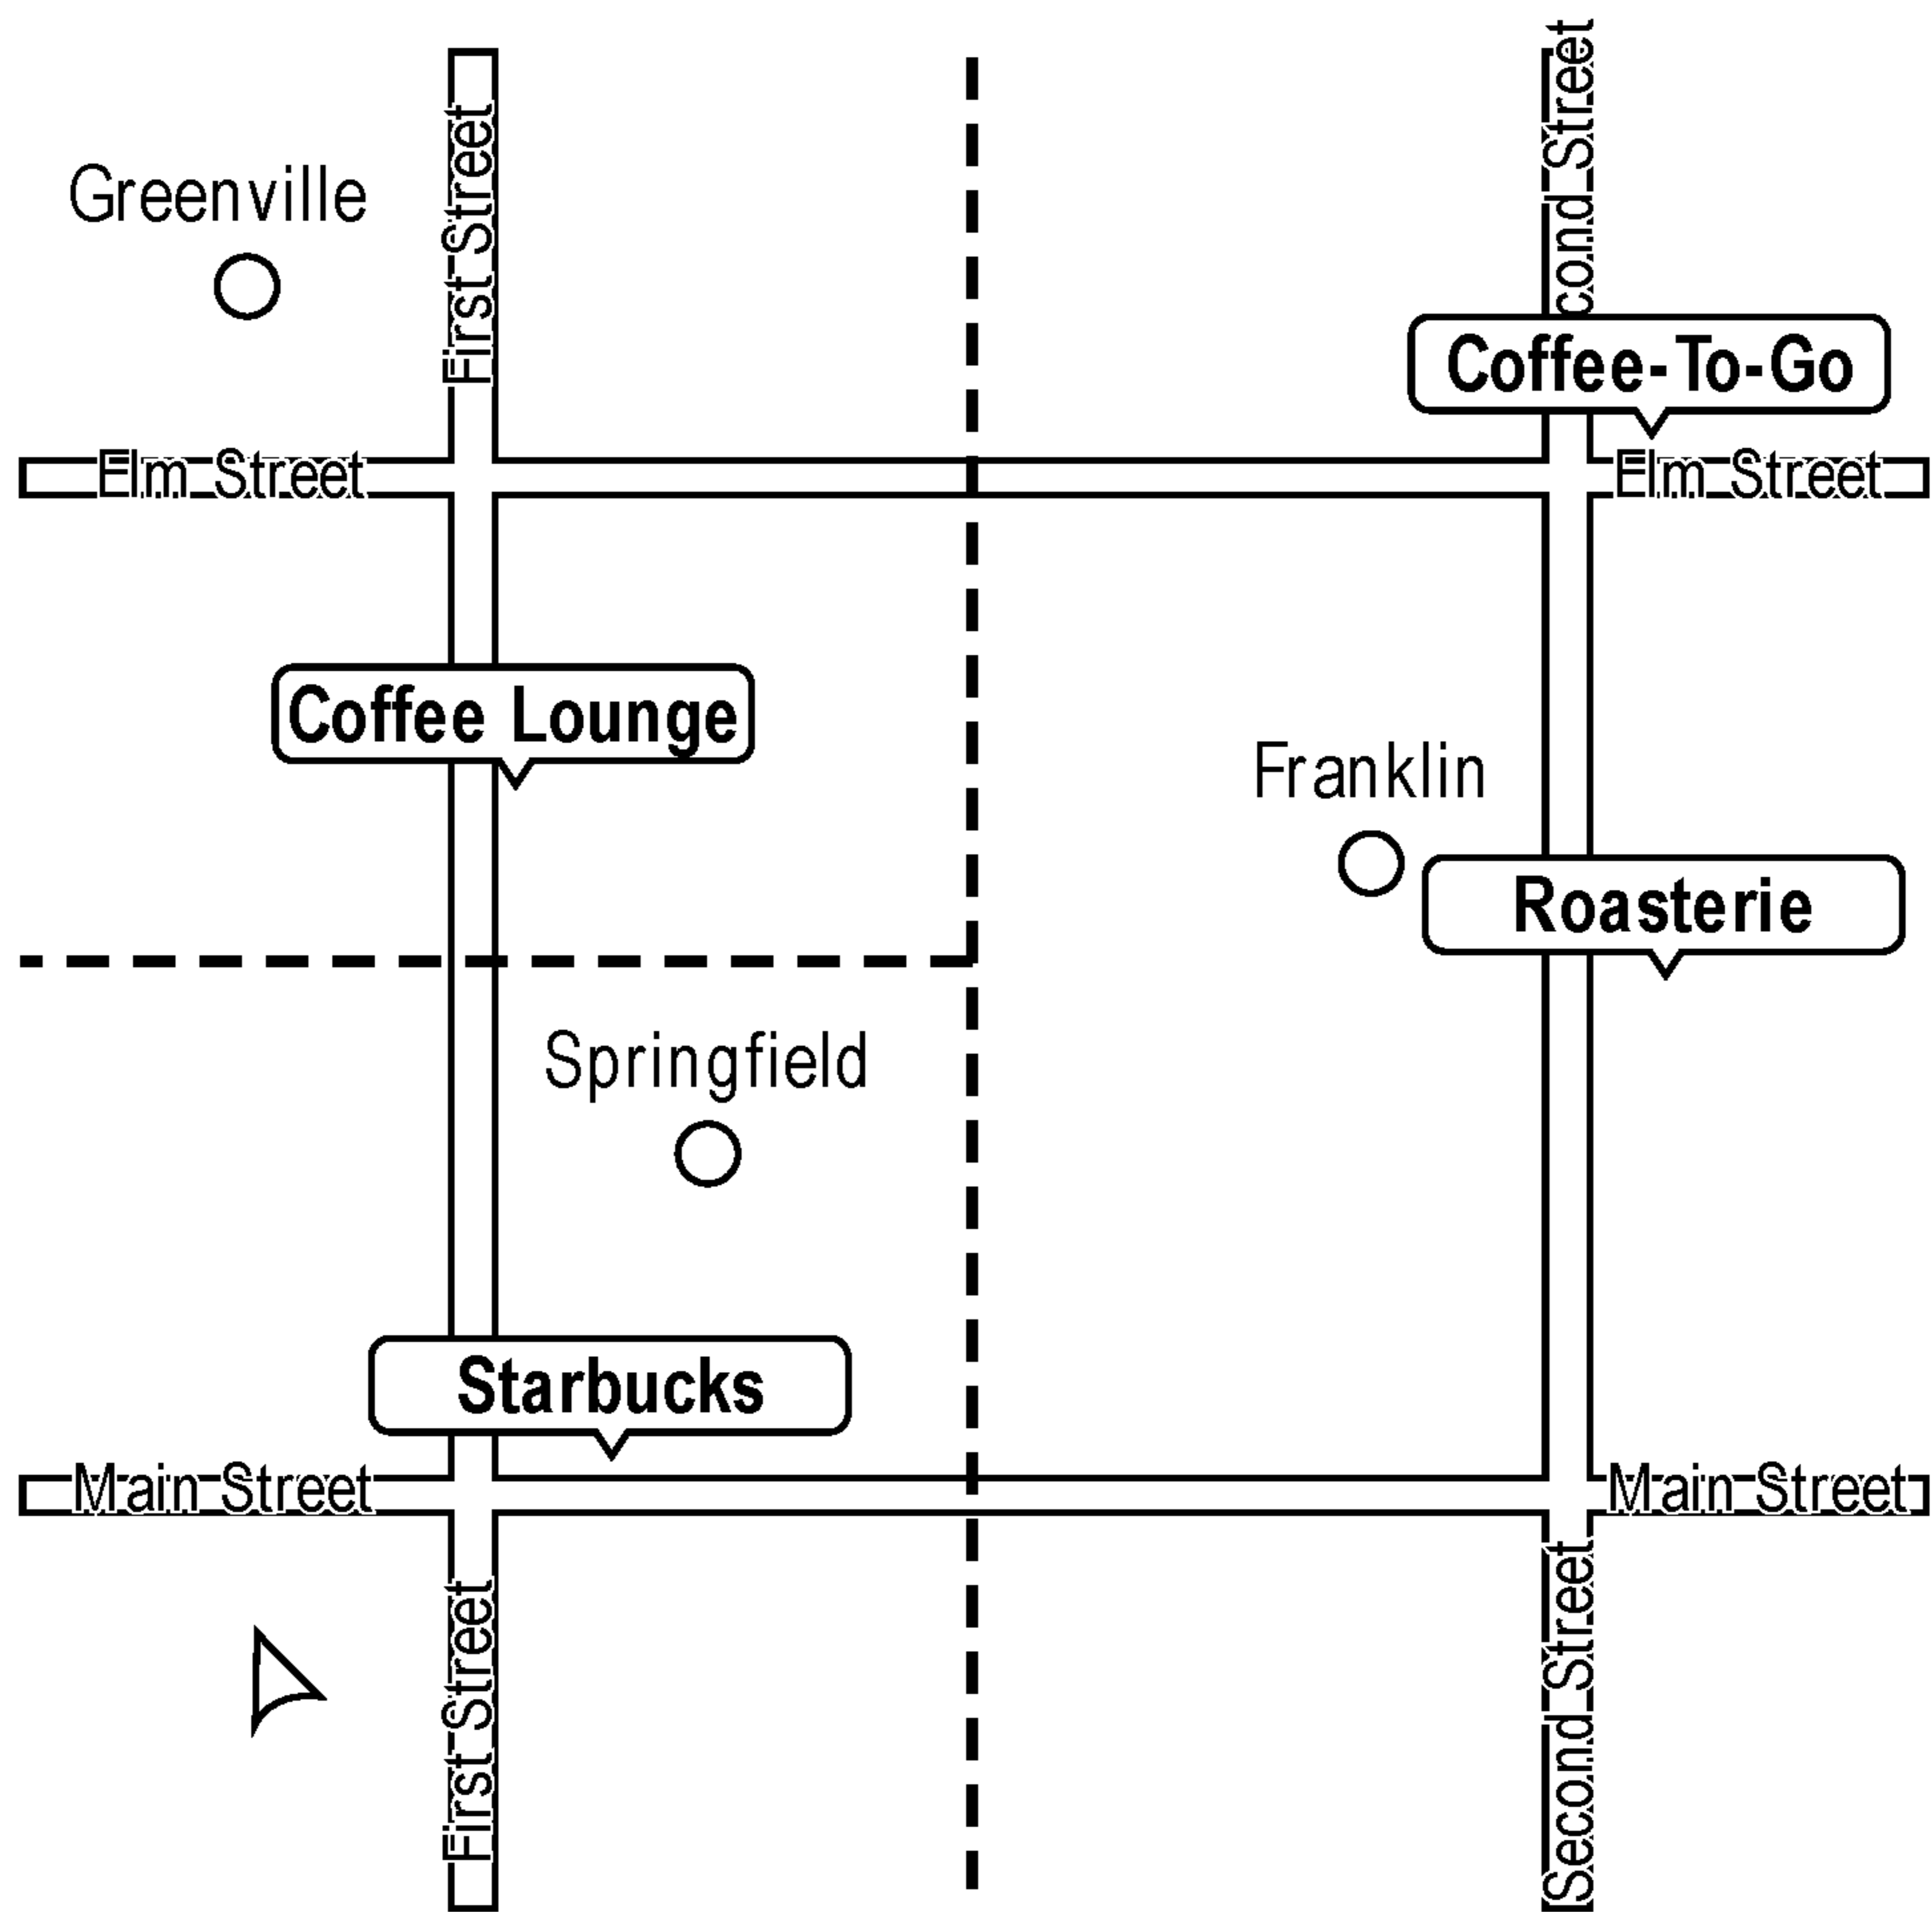 Greenville
First Street
cond Street
Coffee-To-Go
Elm Street
Elm Street
Coffee Lounge
Franklin
Roasterie
Springfield
Starbucks
Main Street
Main Street
First Street
Second Street